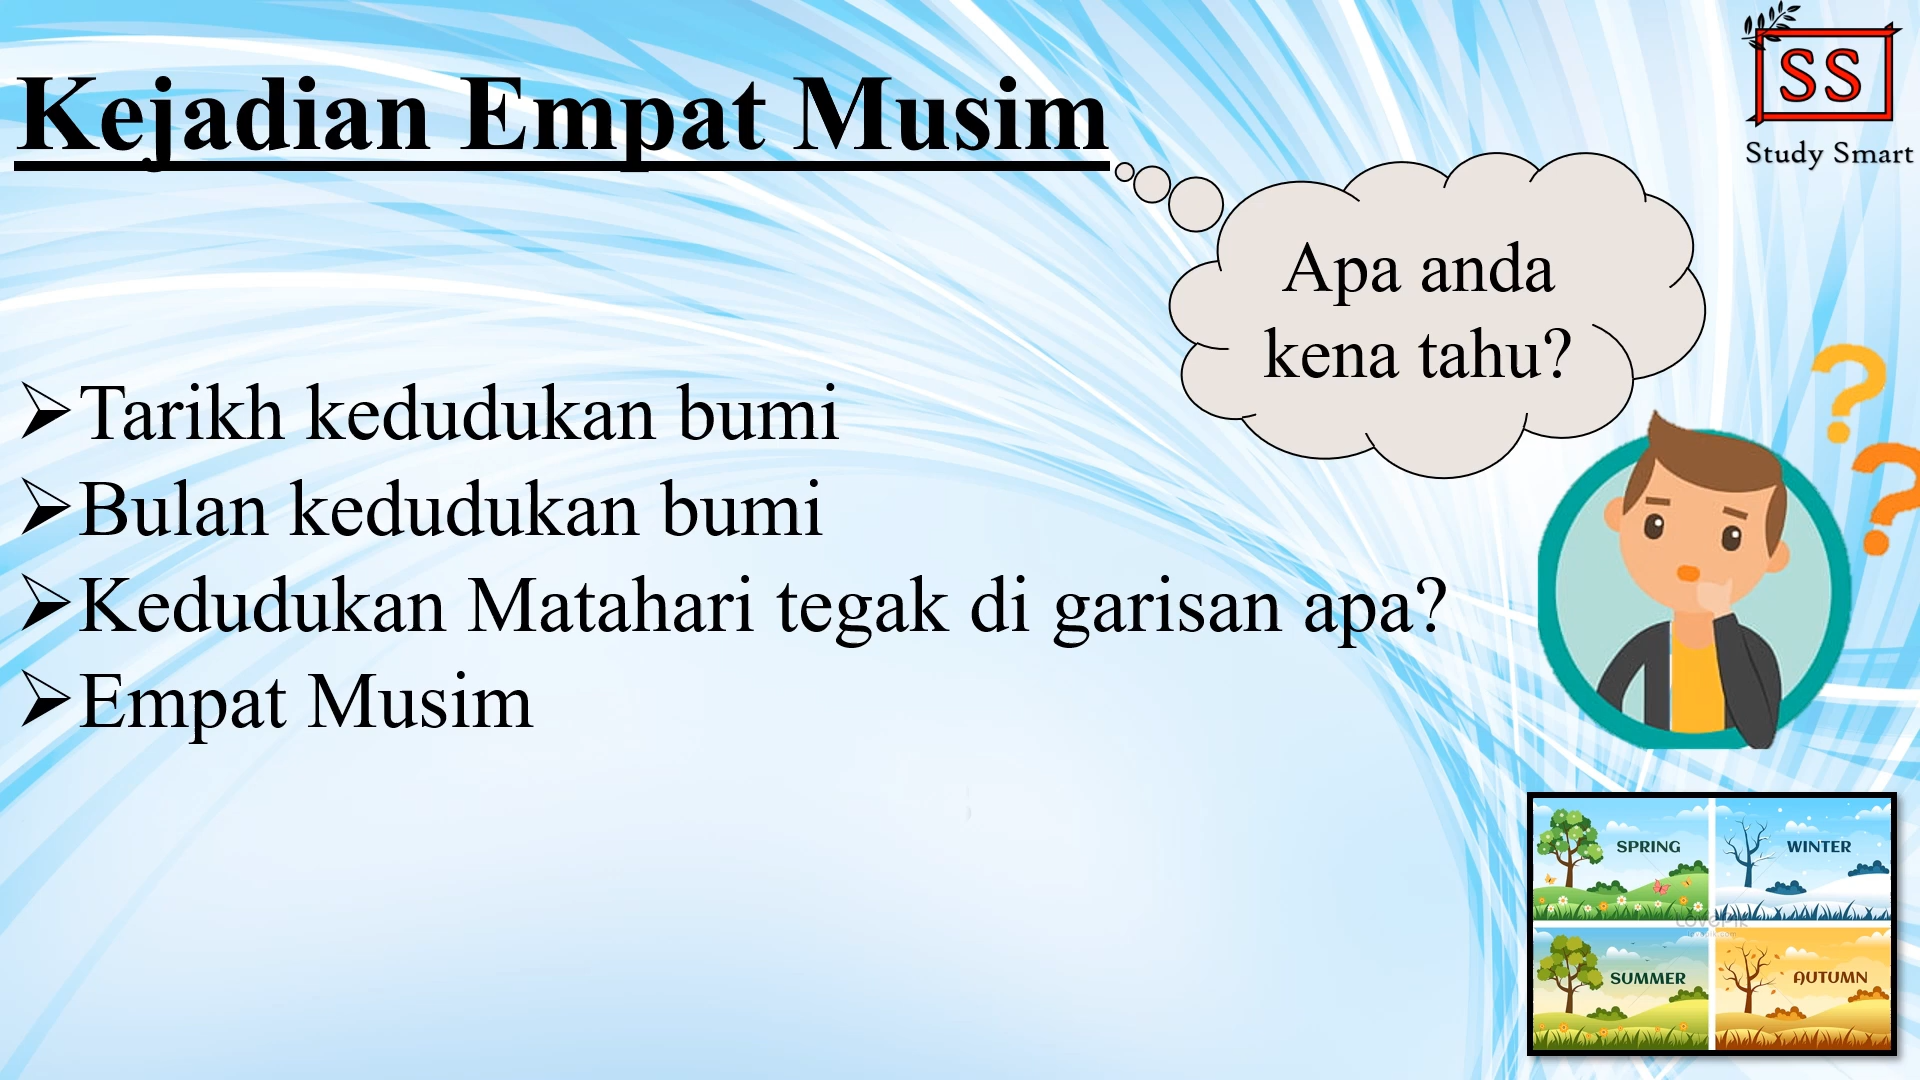 Kejadian Empat Musim
SS
Study Smart
Apa anda
kena tahu?
➢Tarikh kedudukan bumi
➢Bulan kedudukan bumi
➢Kedudukan Matahari tegak di garisan apa?
➢Empat Musim
?
?
SPRING
WINTER
SUMMER
AUTUMN